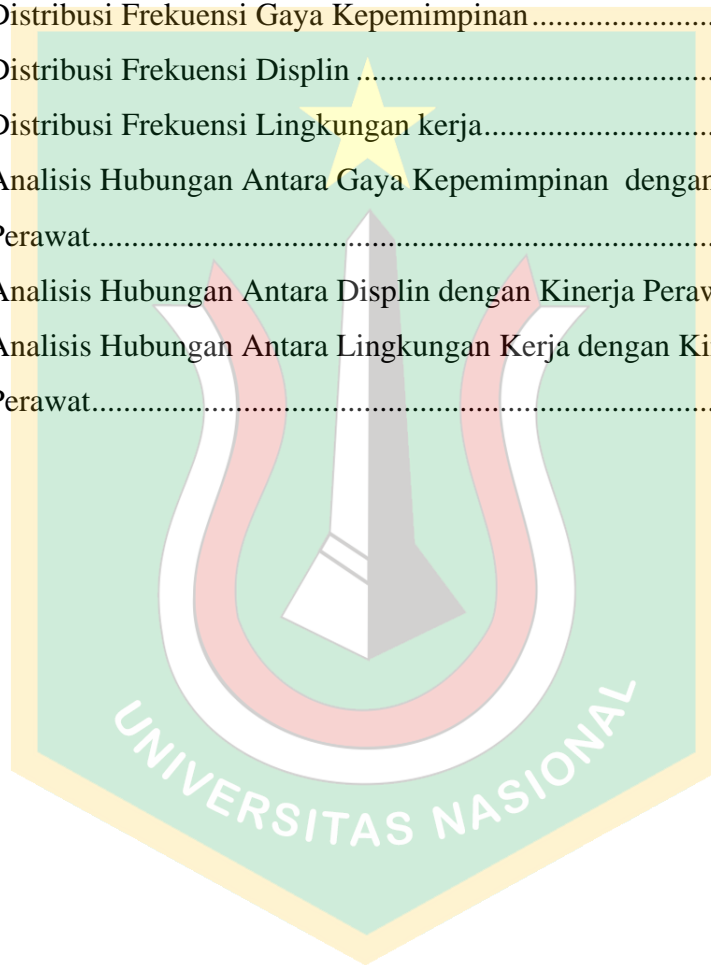 Distribusi Frekuensi Gaya Kepemimpinan........................
Distribusi Frekuensi Displin ...............................................
Distribusi Frekuensi Lingkungan kerja..............................
Analisis Hubungan Antara Gaya Kepemimpinan dengan
Perawat................................................................................
Analisis Hubungan Antara Displin dengan Kinerja
Analisis Hubungan Antara Lingkungan Kerja dengan
Perawat................................................................................
UNIVERSITAS NASIONAL